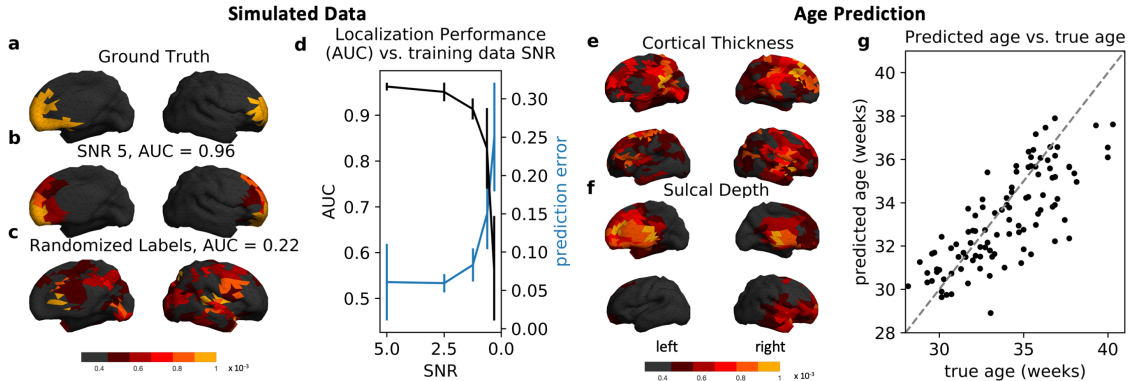 Simulated Data
Age Prediction
a
Ground Truth
b
SNR 5, AUC = 0.96
c
Randomized Labels, AUC = 0.22
0.4 0.6 0.8 1 x 10⁻³
d
Localization Performance
(AUC) vs. training data SNR
0.9
0.8
0.7
0.6
0.5
AUC
0.30
0.25
0.20
0.15
0.10
0.05
0.00
prediction error
5.0 2.5 0.0
SNR
e
Cortical Thickness
f
Sulcal Depth
left right
0.4 0.6 0.8 1 x 10⁻³
g
Predicted age vs. true age
40
38
36
34
32
30
28
predicted age (weeks)
30 35 40
true age (weeks)